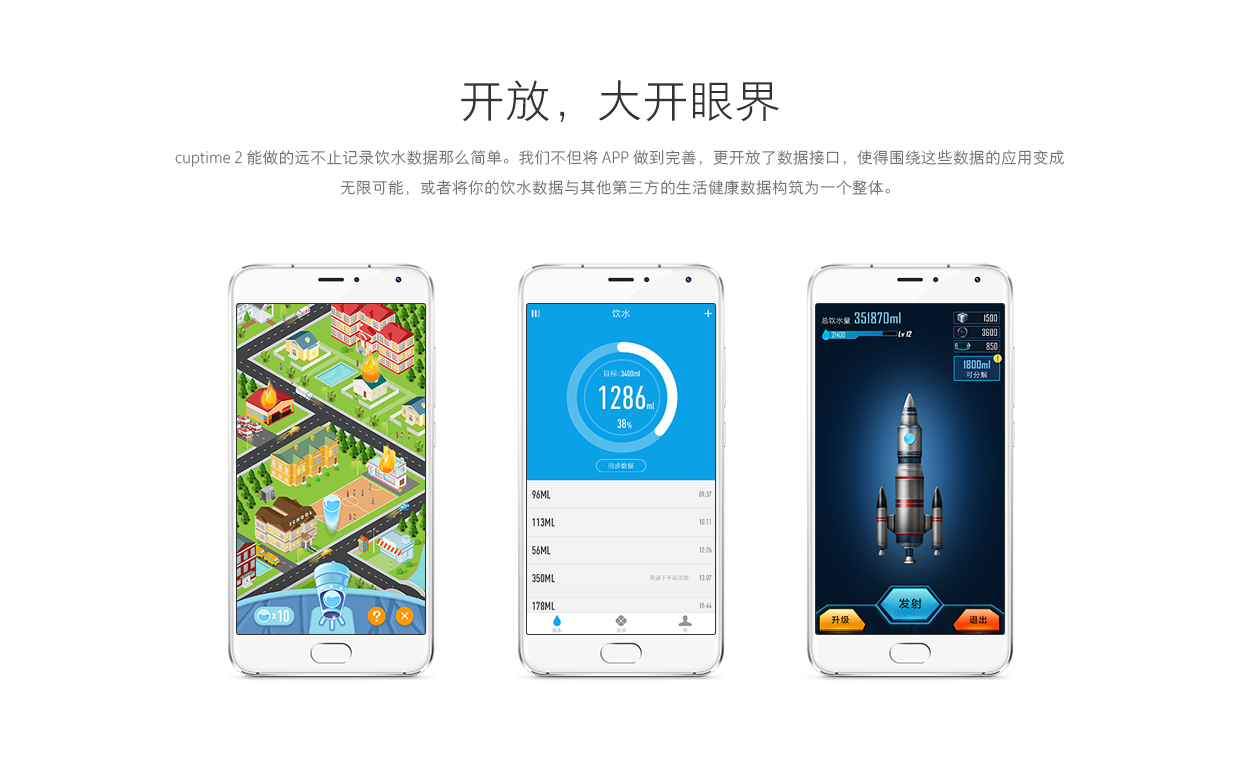 开放，大开眼界
cuptime 2 能做的远不止记录饮水数据那么简单。我们不但将 APP 做到完善，更开放了数据接口，使得围绕这些数据的应用变成
无限可能，或者将你的饮水数据与其他第三方的生活健康数据构筑为一个整体。
SCHOOL
x10
?
饮水
目标:3400ml
1286ml
38%
同步数据
96ML 09:37
113ML 10:11
56ML 12:26
350ML 13:07
178ML 15:44
饮水
我
总饮水量 351870ml
21400 Lv 12
1500
3600
850
1
1800ml
可分解
发射
升级
退出